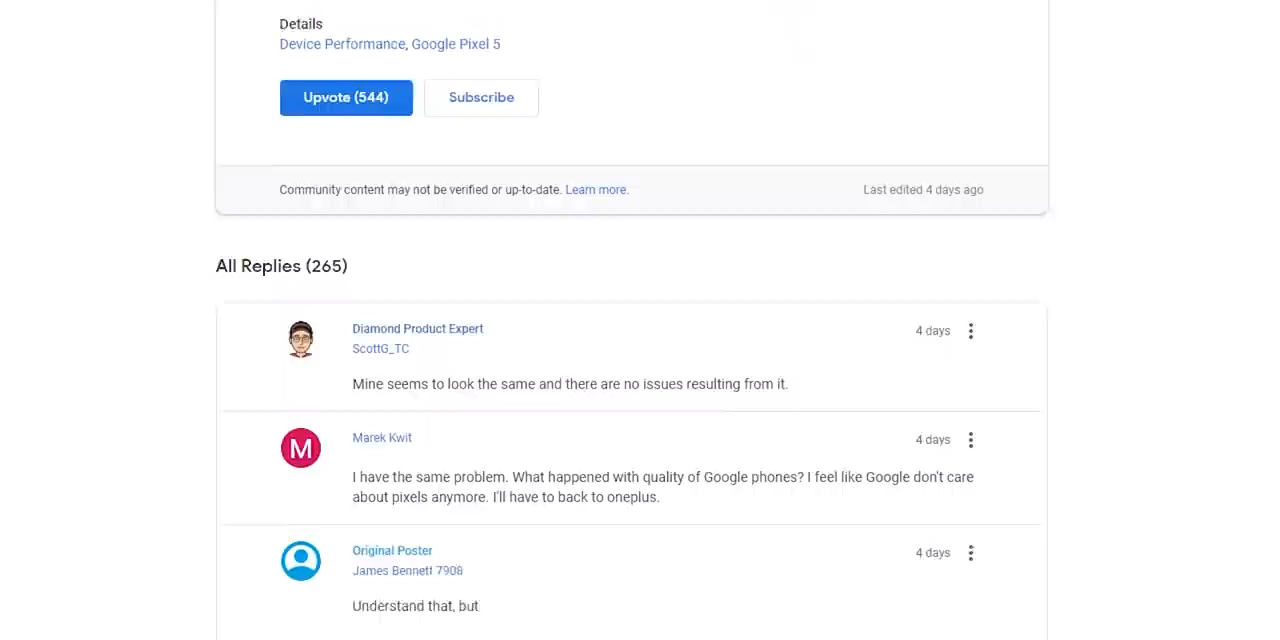 Details
Device Performance, Google Pixel 5
Upvote (544) Subscribe
Community content may not be verified or up-to-date. Learn more. Last edited 4 days ago
All Replies (265)
Diamond Product Expert 4 days
ScottG_TC
Mine seems to look the same and there are no issues resulting from it.
M Marek Kwit 4 days
I have the same problem. What happened with quality of Google phones? I feel like Google don't care
about pixels anymore. I'll have to back to oneplus.
Original Poster 4 days
James Bennett 7908
Understand that, but